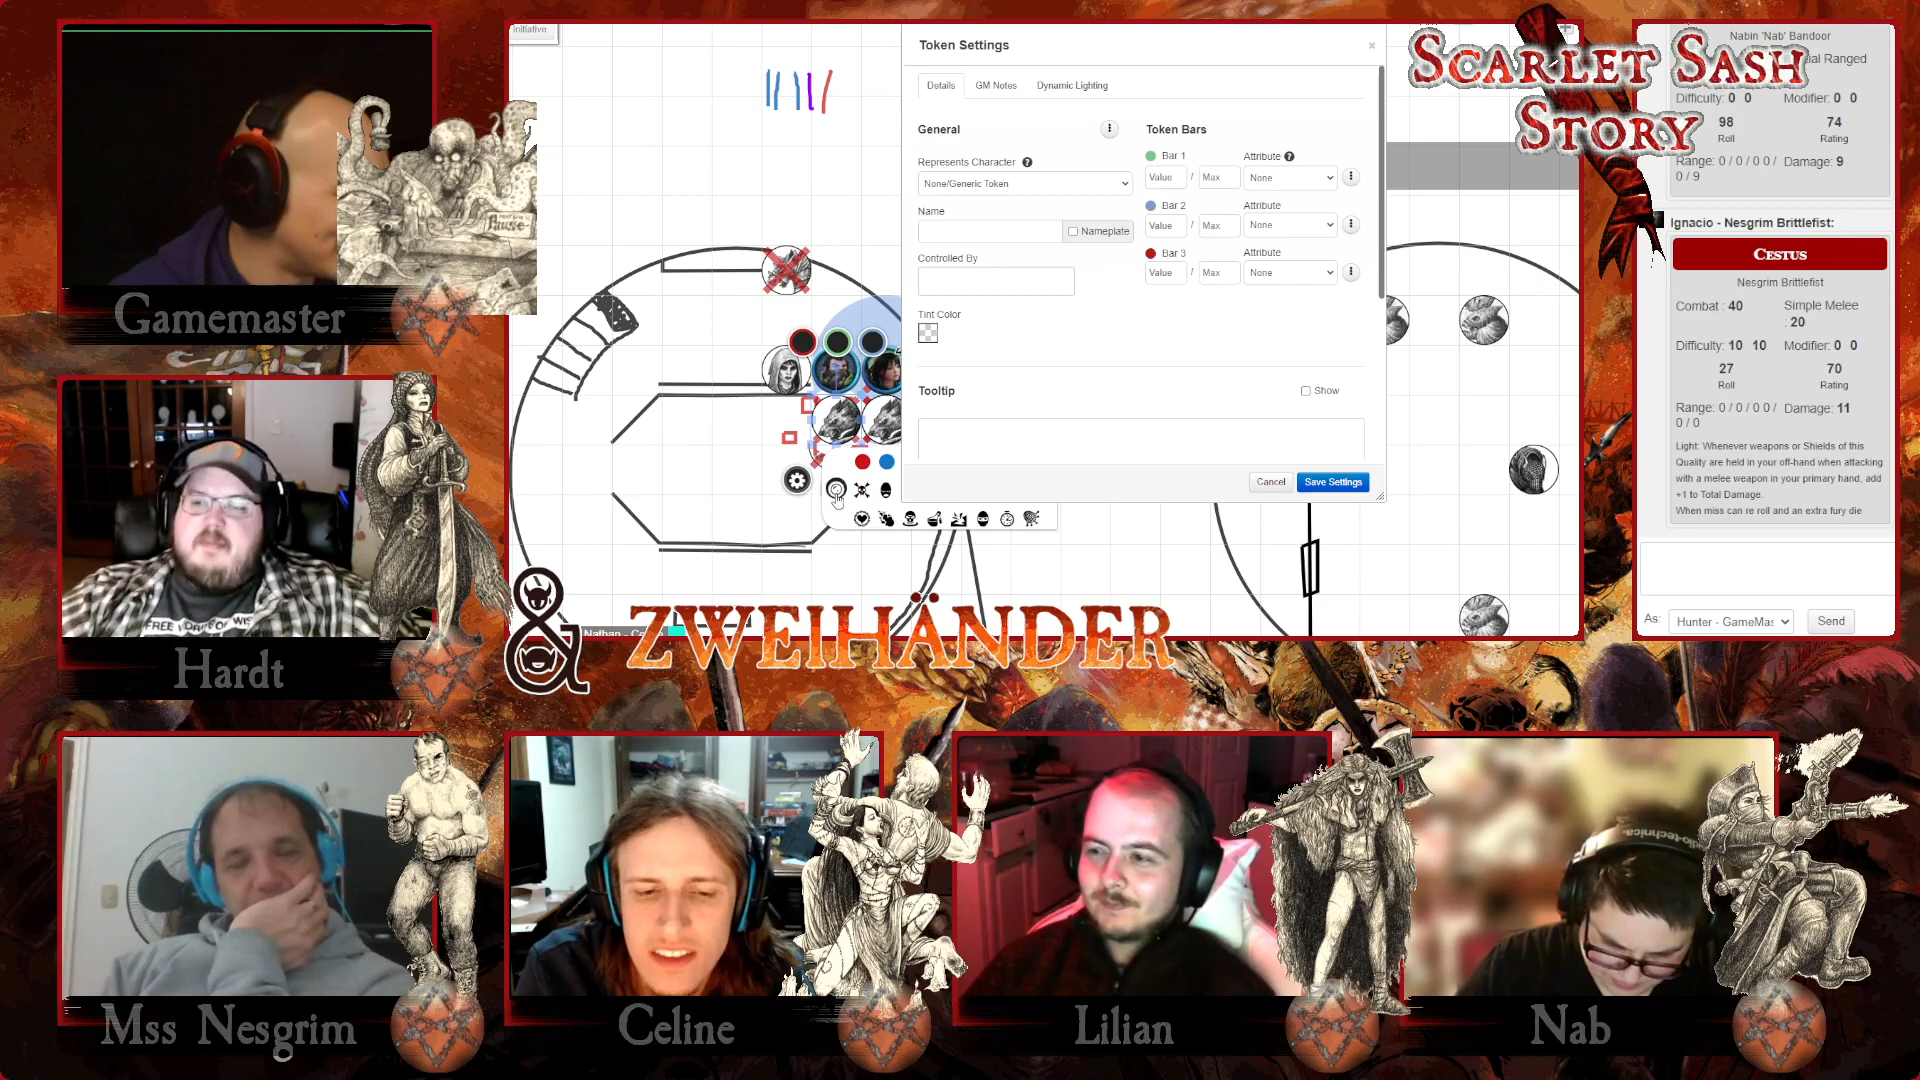 Initiative
Token Settings
×
Details
GM Notes
Dynamic Lighting
General
Token Bars
Represents Character ?
None/Generic Token
Name
Nameplate
Controlled By
Tint Color
Bar 1
Attribute ?
Value / Max
None
Bar 2
Attribute
Value / Max
None
Bar 3
Attribute
Value / Max
None
Tooltip
Show
Cancel
Save Settings
Scarlet Sash
Story
Nabin 'Nab' Bandoor
Ranged
Difficulty: 0 0 Modifier: 0 0
98 74
Roll Rating
Range: 0 / 0 / 0 0 / Damage: 9
0 / 9
Ignacio - Nesgrim Brittlefist:
Cestus
Nesgrim Brittlefist
Combat : 40 Simple Melee
: 20
Difficulty: 10 10 Modifier: 0 0
27 70
Roll Rating
Range: 0 / 0 / 0 0 / Damage: 11
0 / 0
Light: Whenever weapons or Shields of this
Quality are held in your off-hand when attacking
with a melee weapon in your primary hand, add
+1 to Total Damage.
When miss can re roll and an extra fury die
As:
Hunter - GameMas
Send
Pause
Gamemaster
Hardt
Nathan - Ce
ZWEIHÄNDER
Mss Nesgrim
Celine
Lilian
Nab